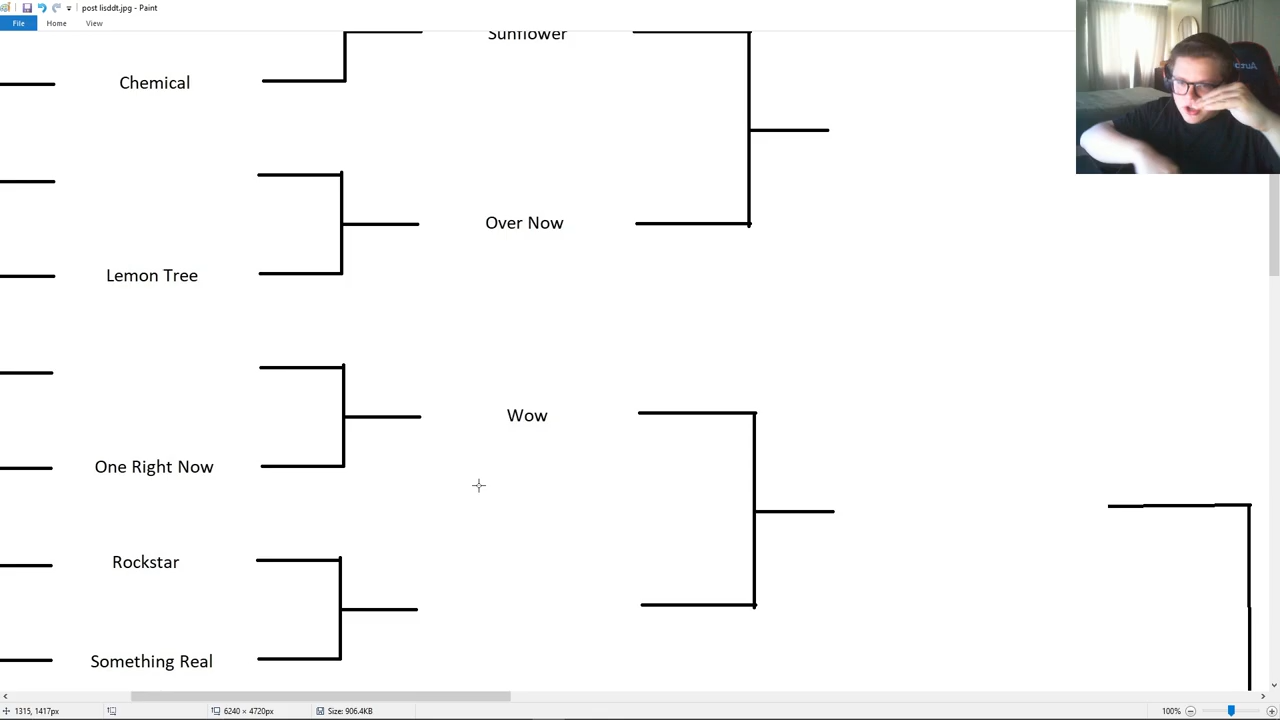 post lisddt.jpg - Paint
File Home View
Sunflower
Chemical
Over Now
Lemon Tree
Wow
One Right Now
Rockstar
Something Real
1315, 1417px 6240 × 4720px Size: 906.4KB 100%